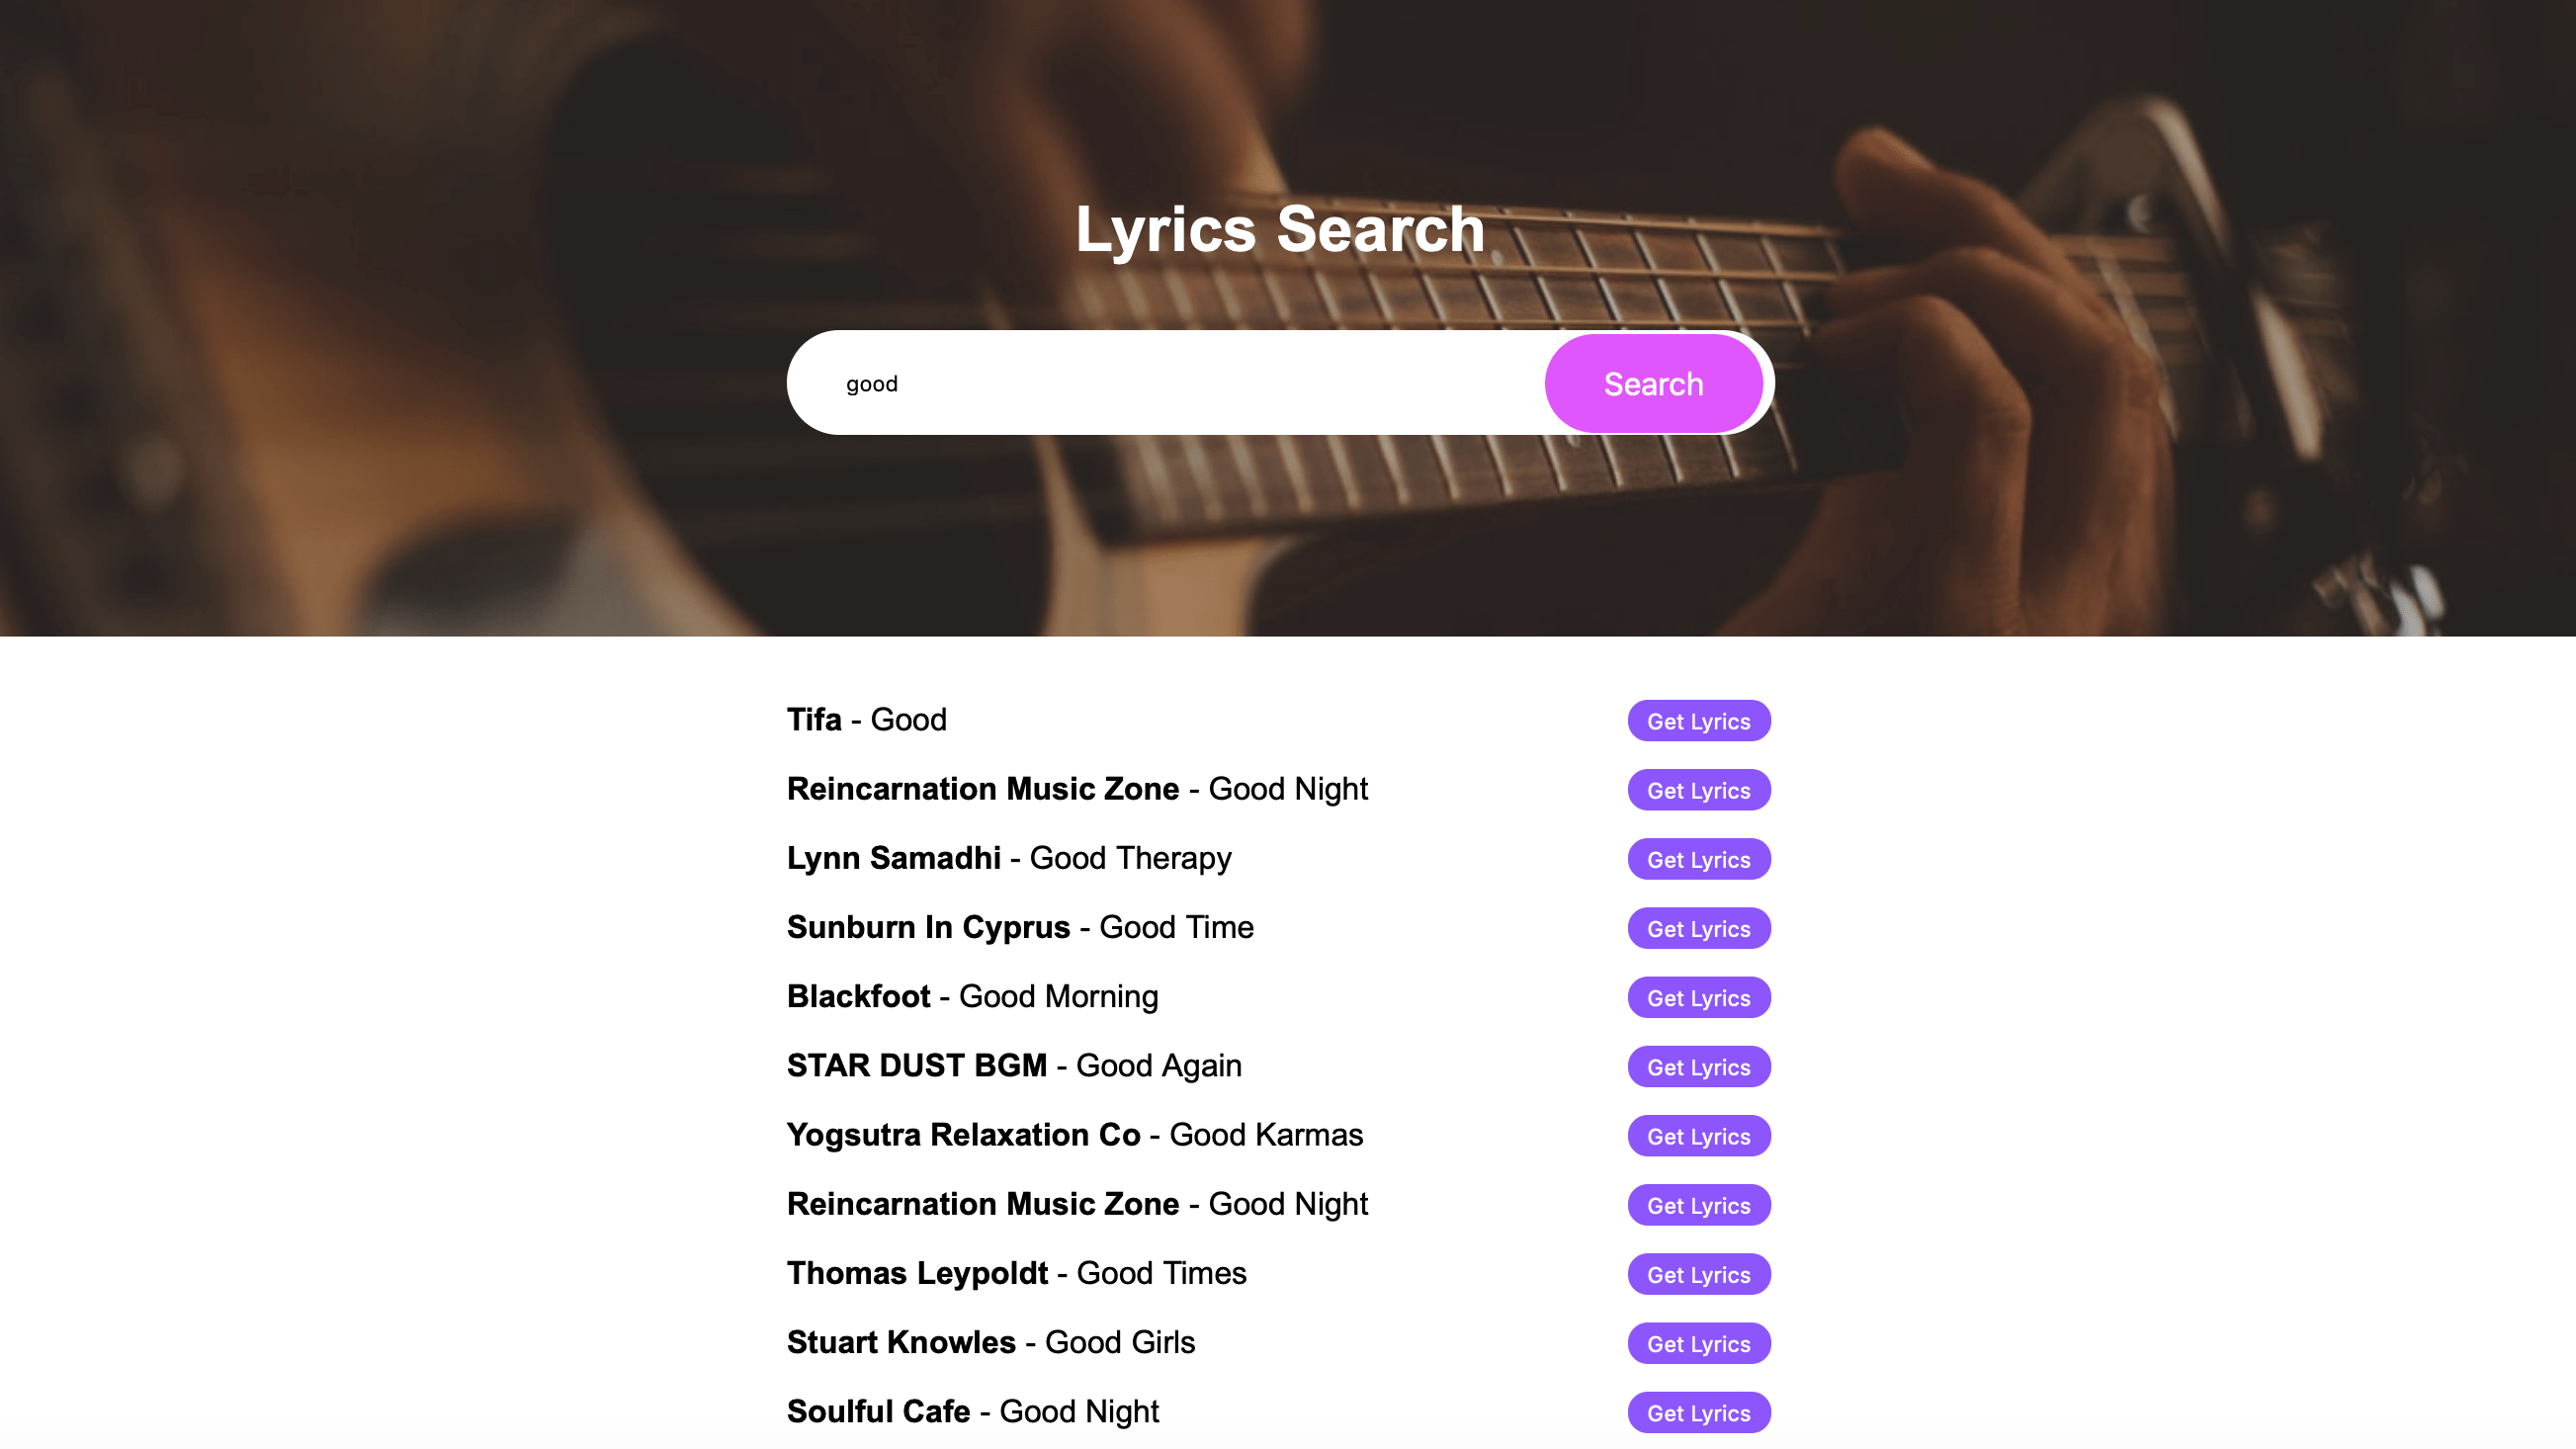 Lyrics Search
good
Search
Tifa - Good Get Lyrics
Reincarnation Music Zone - Good Night Get Lyrics
Lynn Samadhi - Good Therapy Get Lyrics
Sunburn In Cyprus - Good Time Get Lyrics
Blackfoot - Good Morning Get Lyrics
STAR DUST BGM - Good Again Get Lyrics
Yogsutra Relaxation Co - Good Karmas Get Lyrics
Reincarnation Music Zone - Good Night Get Lyrics
Thomas Leypoldt - Good Times Get Lyrics
Stuart Knowles - Good Girls Get Lyrics
Soulful Cafe - Good Night Get Lyrics